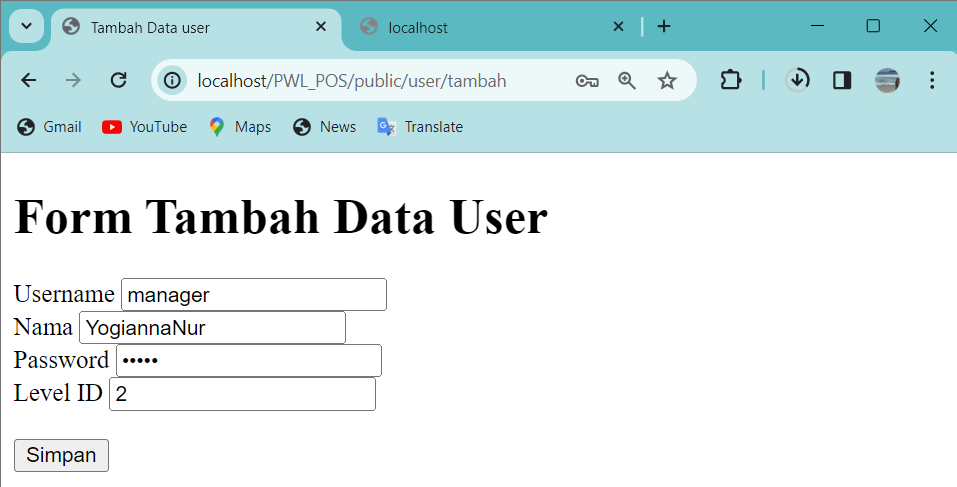 Tambah Data user
localhost
localhost/PWL_POS/public/user/tambah
Gmail YouTube Maps News Translate
Form Tambah Data User
Username manager
Nama YogiannaNur
Password •••••
Level ID 2
Simpan